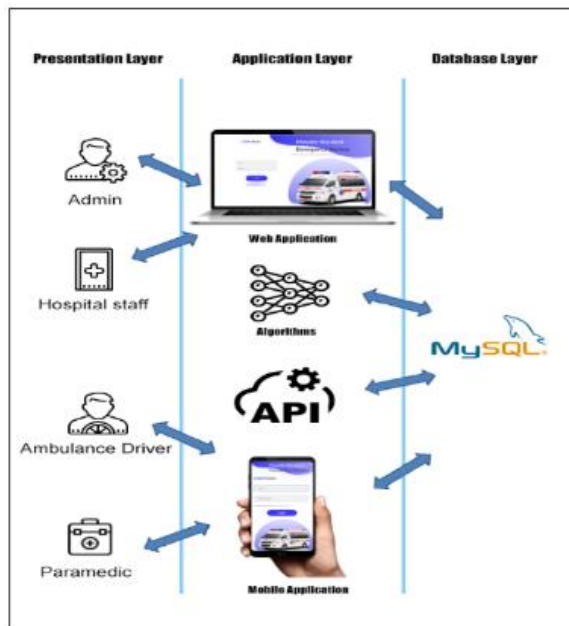 Presentation Layer
Application Layer
Database Layer
Admin
Web Application
Hospital staff
Algorithms
MySQL
API
Ambulance Driver
Paramedic
Mobile Application